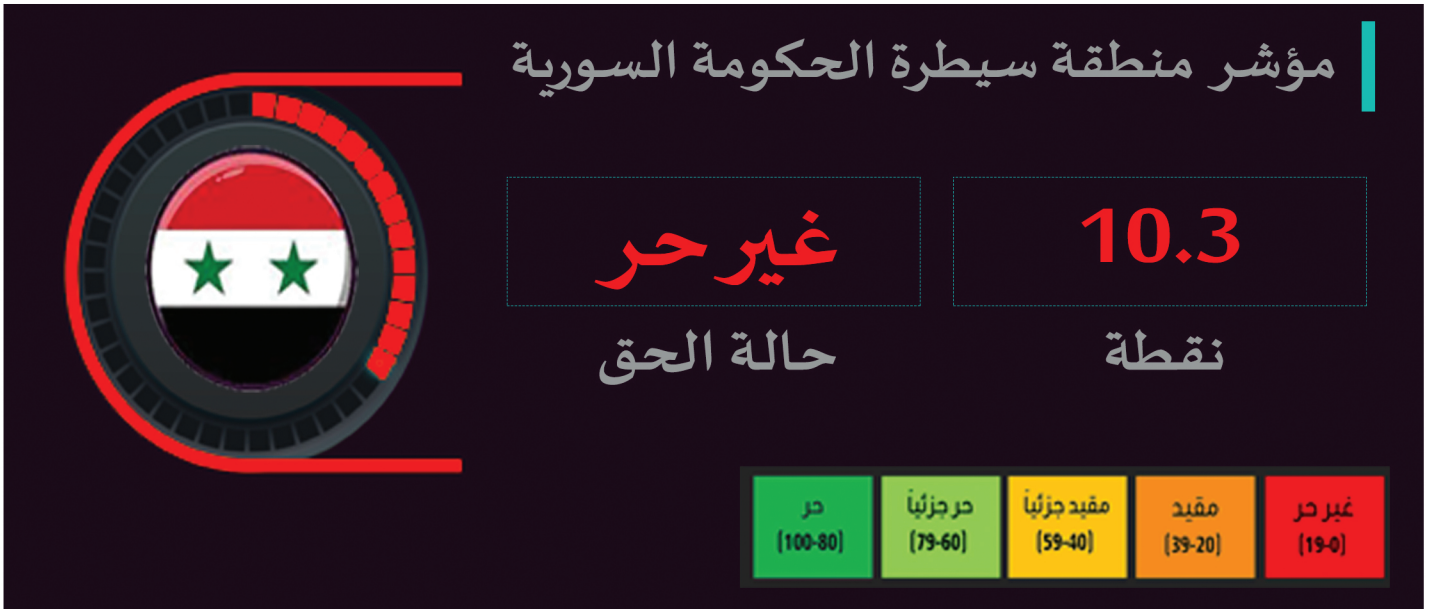 مؤشر منطقة سيطرة الحكومة السورية
10.3
نقطة
غير حر
حالة الحق
غير حر
(0-19)
مقيد
(20-39)
مقيد جزئياً
(40-59)
حر جزئياً
(60-79)
حر
(80-100)